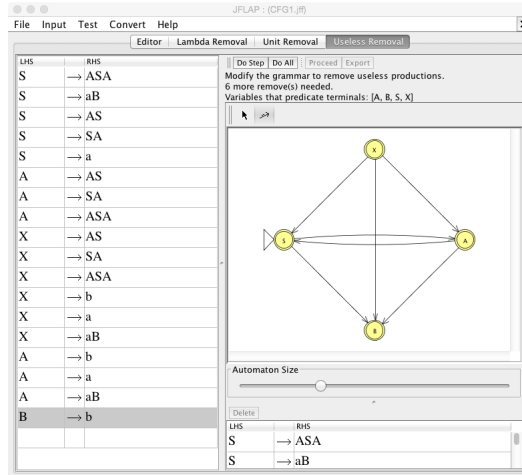 JFLAP : (CFG1.jff)
File Input Test Convert Help
Editor Lambda Removal Unit Removal Useless Removal
LHS RHS
S → ASA
S → aB
S → AS
S → SA
S → a
A → AS
A → SA
A → ASA
X → AS
X → SA
X → ASA
X → b
X → a
X → aB
A → b
A → a
A → aB
B → b
Do Step Do All Proceed Export
Modify the grammar to remove useless productions.
6 more remove(s) needed.
Variables that predicate terminals: [A, B, S, X]
X
S
A
B
Automaton Size
Delete
LHS RHS
S → ASA
S → aB